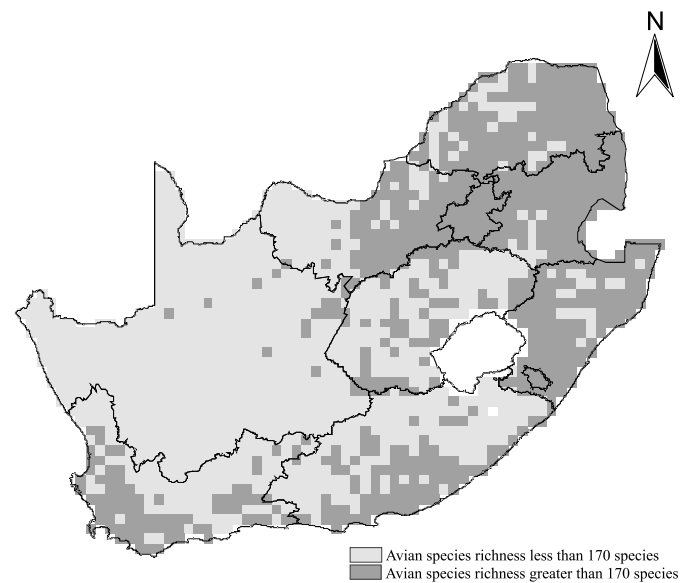 N
Avian species richness less than 170 species
Avian species richness greater than 170 species